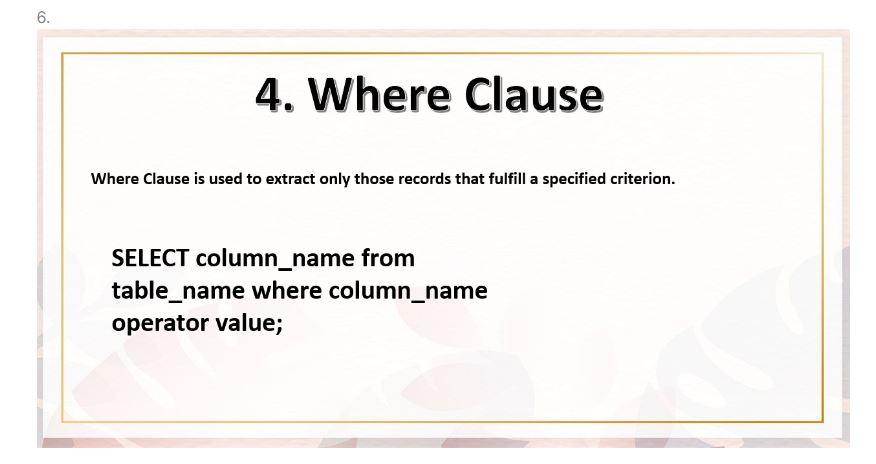 6.
4. Where Clause
Where Clause is used to extract only those records that fulfill a specified criterion.
SELECT column_name from
table_name where column_name
operator value;